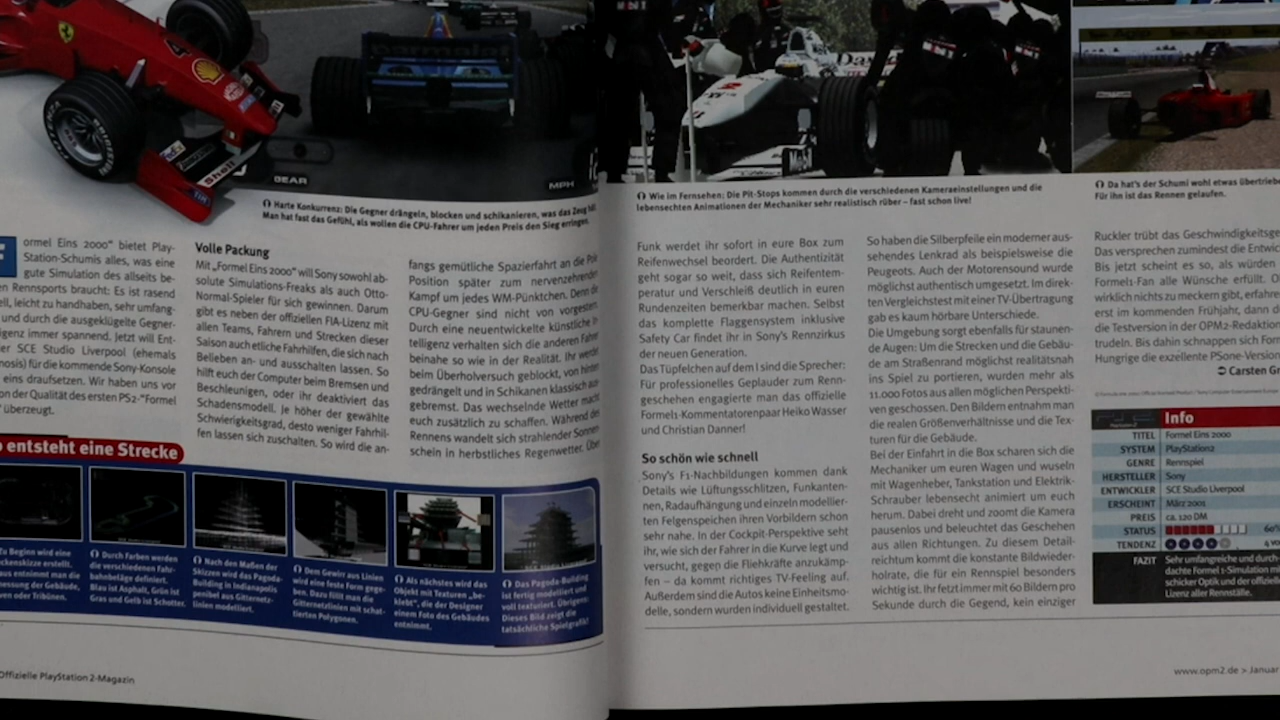 GEAR
MPH
Harte Konkurrenz: Die Gegner drängeln, blocken und schikanieren, was das Zeug hält.
Man hat fast das Gefühl, als wollen die CPU-Fahrer um jeden Preis den Sieg erringen.
ormel Eins 2000" bietet Play-
Station-Schumis alles, was eine
gute Simulation des allseits be-
Rennsports braucht: Es ist rasend
leicht zu handhaben, sehr umfang-
und durch die ausgeklügelte Gegner-
immer spannend. Jetzt will Ent-
SCE Studio Liverpool (ehemals
für die kommende Sony-Konsole
eins draufsetzen. Wir haben uns vor
der Qualität des ersten PS2-"Formel
überzeugt.
Volle Packung
Mit „Formel Eins 2000" will Sony sowohl ab-
solute Simulations-Freaks als auch Otto-
Normal-Spieler für sich gewinnen. Darum
gibt es neben der offiziellen FIA-Lizenz mit
allen Teams, Fahrern und Strecken dieser
Saison auch etliche Fahrhilfen, die sich nach
Belieben an- und ausschalten lassen. So
hilft euch der Computer beim Bremsen und
Beschleunigen, oder ihr deaktiviert das
Schadensmodell. Je höher der gewählte
Schwierigkeitsgrad, desto weniger Fahrhil-
fen lassen sich zuschalten. So wird die an-
fangs gemütliche Spazierfahrt an die Pole
Position später zum nervenzehrenden
Kampf um jedes WM-Pünktchen. Denn die
CPU-Gegner sind nicht von vorgestern.
Durch eine neuentwickelte künstliche In-
telligenz verhalten sich die anderen Fahrer
beinahe so wie in der Realität. Ihr werdet
beim Überholversuch geblockt, von hinten
gedrängelt und in Schikanen klassisch aus-
gebremst. Das wechselnde Wetter macht
euch zusätzlich zu schaffen. Während des
Rennens wandelt sich strahlender Sonnen-
schein in herbstliches Regenwetter. Über
entsteht eine Strecke
Zu Beginn wird eine
Streckenskizze erstellt.
entnimmt man die
der Gebäude,
oder Tribünen.
Durch Farben werden
die verschiedenen Fahr-
bahnbeläge definiert.
Blau ist Asphalt, Grün ist
Gras und Gelb ist Schotter.
Nach den Maßen der
Skizzen wird das Pagoda-
Building in Indianapolis
penibel aus Gitternetz-
linien modelliert.
Dem Gewirr aus Linien
wird eine feste Form gege-
ben. Dazu füllt man die
Gitternetzlinien mit schat-
tierten Polygonen.
Als nächstes wird das
Objekt mit Texturen „be-
klebt", die der Designer
einem Foto des Gebäudes
entnimmt.
Das Pagoda-Building
ist fertig modelliert und
voll texturiert. Übrigens:
Dieses Bild zeigt die
tatsächliche Spielgrafik!
Offizielle PlayStation 2-Magazin
Wie im Fernsehen: Die Pit-Stops kommen durch die verschiedenen Kameraeinstellungen und die
lebensechten Animationen der Mechaniker sehr realistisch rüber – fast schon live!
Da hat's der Schumi wohl etwas übertrieben
Für ihn ist das Rennen gelaufen.
Funk werdet ihr sofort in eure Box zum
Reifenwechsel beordert. Die Authentizität
geht sogar so weit, dass sich Reifentem-
peratur und Verschleiß deutlich in euren
Rundenzeiten bemerkbar machen. Selbst
das komplette Flaggensystem inklusive
Safety Car findet ihr in Sony's Rennzirkus
der neuen Generation.
Das Tüpfelchen auf dem I sind die Sprecher:
Für professionelles Geplauder zum Renn-
geschehen engagierte man das offizielle
Formel1-Kommentatorenpaar Heiko Wasser
und Christian Danner!
So schön wie schnell
Sony's F1-Nachbildungen kommen dank
Details wie Lüftungsschlitzen, Funkanten-
nen, Radaufhängung und einzeln modellier-
ten Felgenspeichen ihren Vorbildern schon
sehr nahe. In der Cockpit-Perspektive seht
ihr, wie sich der Fahrer in die Kurve legt und
versucht, gegen die Fliehkräfte anzukämp-
fen – da kommt richtiges TV-Feeling auf.
Außerdem sind die Autos keine Einheitsmo-
delle, sondern wurden individuell gestaltet.
So haben die Silberpfeile ein moderner aus-
sehendes Lenkrad als beispielsweise die
Peugeots. Auch der Motorensound wurde
möglichst authentisch umgesetzt. Im direk-
ten Vergleichstest mit einer TV-Übertragung
gab es kaum hörbare Unterschiede.
Die Umgebung sorgt ebenfalls für staunen-
de Augen: Um die Strecken und die Gebäu-
de am Straßenrand möglichst realitätsnah
ins Spiel zu portieren, wurden mehr als
11.000 Fotos aus allen möglichen Perspekti-
ven geschossen. Den Bildern entnahm man
die realen Größenverhältnisse und die Tex-
turen für die Gebäude.
Bei der Einfahrt in die Box scharen sich die
Mechaniker um euren Wagen und wuseln
mit Wagenheber, Tankstation und Elektrik-
Schrauber lebensecht animiert um euch
herum. Dabei dreht und zoomt die Kamera
pausenlos und beleuchtet das Geschehen
aus allen Richtungen. Zu diesem Detail-
reichtum kommt die konstante Bildwieder-
holrate, die für ein Rennspiel besonders
wichtig ist. Ihr fetzt immer mit 60 Bildern pro
Sekunde durch die Gegend, kein einziger
Ruckler trübt das Geschwindigkeitsge
Das versprechen zumindest die Entwic
Bis jetzt scheint es so, als würden
Formel1-Fan alle Wünsche erfüllt.
wirklich nichts zu meckern gibt, erfahre
erst im kommenden Frühjahr, dann
die Testversion in der OPM2-Redaktion
trudeln. Bis dahin schnappen sich Form
Hungrige die exzellente PSone-Version
Carsten Gr
Info
TITEL Formel Eins 2000
SYSTEM PlayStation2
GENRE Rennspiel
HERSTELLER Sony
ENTWICKLER SCE Studio Liverpool
ERSCHEINT März 2001
PREIS ca. 120 DM
STATUS 60%
TENDENZ 4 vo
FAZIT Sehr umfangreiche und durch-
dachte Formel 1-Simulation mit
schicker Optik und der offiziellen
Lizenz aller Rennställe.
www.opm2.de > Januar